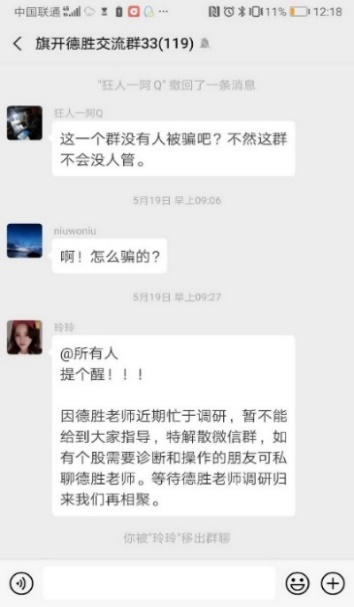 中国联通
11%
12:18
旗开德胜交流群33(119)
"狂人一阿Q"撤回了一条消息
狂人一阿Q
这一个群没有人被骗吧？不然这群
不会没人管。
5月19日 早上09:06
niuwoniu
啊！怎么骗的？
5月19日 早上09:27
玲玲
@所有人
提个醒！！！
因德胜老师近期忙于调研，暂不能
给到大家指导，特解散微信群，如
有个股需要诊断和操作的朋友可私
聊德胜老师。等待德胜老师调研归
来我们再相聚。
你被"玲玲"移出群聊